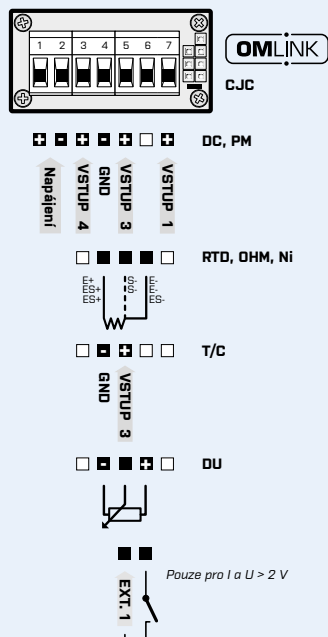 1 2 3 4 5 6 7
OMLINK
CJC
DC, PM
Napájení
VSTUP 4
GND
VSTUP 3
VSTUP 1
RTD, OHM, Ni
E+ S- E-
ES+ S- E-
ES+ ES-
T/C
GND
VSTUP 3
DU
Pouze pro I a U > 2 V
EXT. 1